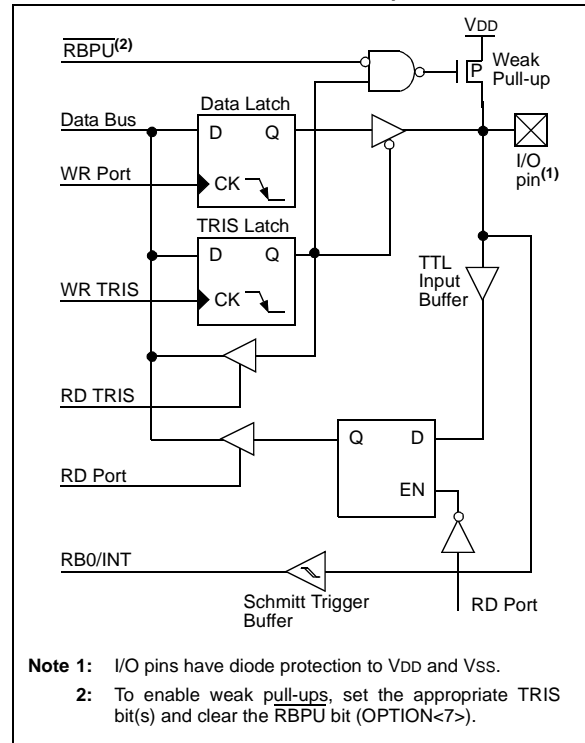 VDD
RBPU(2)
P
Weak
Pull-up
Data Bus
Data Latch
D Q
I/O
pin(1)
WR Port
CK
TRIS Latch
D Q
TTL
Input
Buffer
WR TRIS
CK
RD TRIS
Q D
RD Port
EN
RB0/INT
Schmitt Trigger
Buffer
RD Port
Note 1: I/O pins have diode protection to VDD and VSS.
2: To enable weak pull-ups, set the appropriate TRIS
bit(s) and clear the RBPU bit (OPTION<7>).